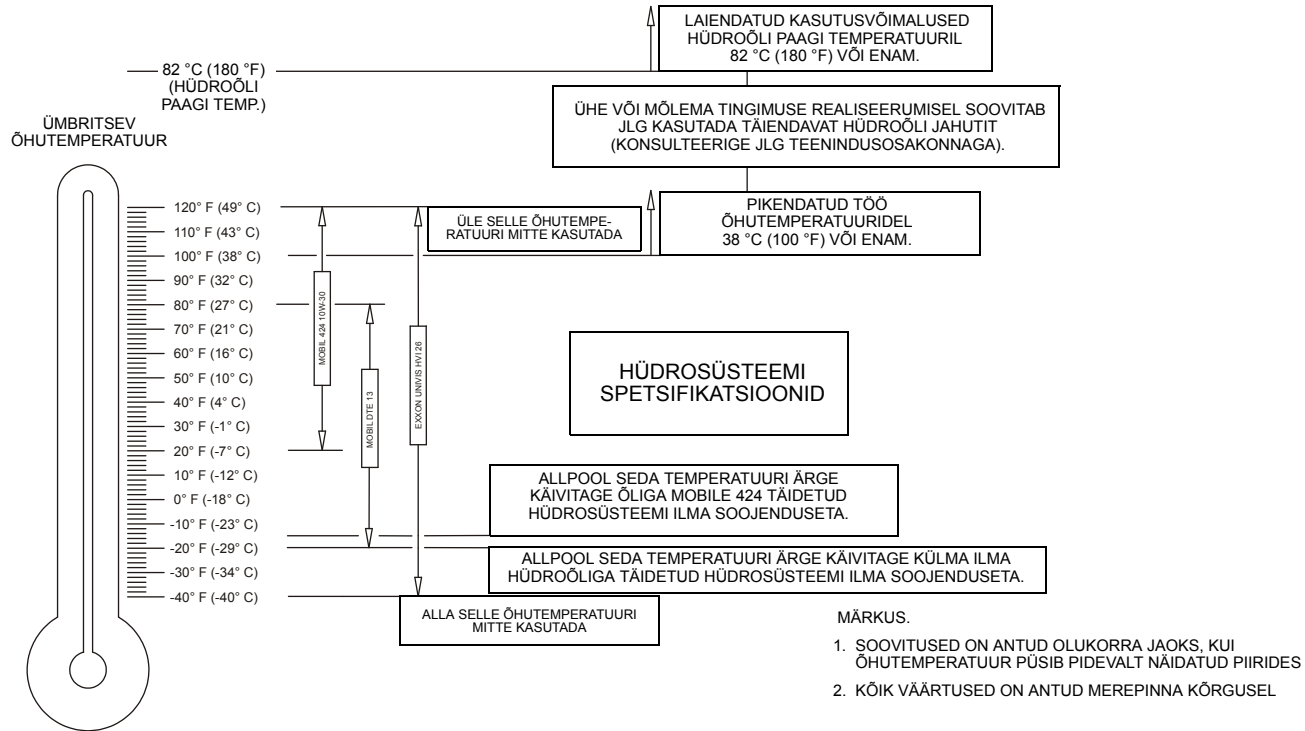 LAIENDATUD KASUTUSVÕIMALUSED
HÜDROÕLI PAAGI TEMPERATUURIL
82 °C (180 °F) VÕI ENAM.
82 °C (180 °F)
(HÜDROÕLI
PAAGI TEMP.)
ÜHE VÕI MÕLEMA TINGIMUSE REALISEERUMISEL SOOVITAB
JLG KASUTADA TÄIENDAVAT HÜDROÕLI JAHUTIT
(KONSULTEERIGE JLG TEENINDUSOSAKONNAGA).
ÜMBRITSEV
ÕHUTEMPERATUUR
120° F (49° C)
110° F (43° C)
100° F (38° C)
90° F (32° C)
80° F (27° C)
70° F (21° C)
60° F (16° C)
50° F (10° C)
40° F (4° C)
30° F (-1° C)
20° F (-7° C)
10° F (-12° C)
0° F (-18° C)
-10° F (-23° C)
-20° F (-29° C)
-30° F (-34° C)
-40° F (-40° C)
MOBIL 424 10W-30
MOBIL DTE 13
EXXON UNIVIS HVI 26
ÜLE SELLE ÕHUTEMPE-
RATUURI MITTE KASUTADA
PIKENDATUD TÖÖ
ÕHUTEMPERATUURIDEL
38 °C (100 °F) VÕI ENAM.
HÜDROSÜSTEEMI
SPETSIFIKATSIOONID
ALLPOOL SEDA TEMPERATUURI ÄRGE
KÄIVITAGE ÕLIGA MOBILE 424 TÄIDETUD
HÜDROSÜSTEEMI ILMA SOOJENDUSETA.
ALLPOOL SEDA TEMPERATUURI ÄRGE KÄIVITAGE KÜLMA ILMA
HÜDROÕLIGA TÄIDETUD HÜDROSÜSTEEMI ILMA SOOJENDUSETA.
ALLA SELLE ÕHUTEMPERATUURI
MITTE KASUTADA
MÄRKUS.
1. SOOVITUSED ON ANTUD OLUKORRA JAOKS, KUI
ÕHUTEMPERATUUR PÜSIB PIDEVALT NÄIDATUD PIIRIDES
2. KÕIK VÄÄRTUSED ON ANTUD MEREPINNA KÕRGUSEL